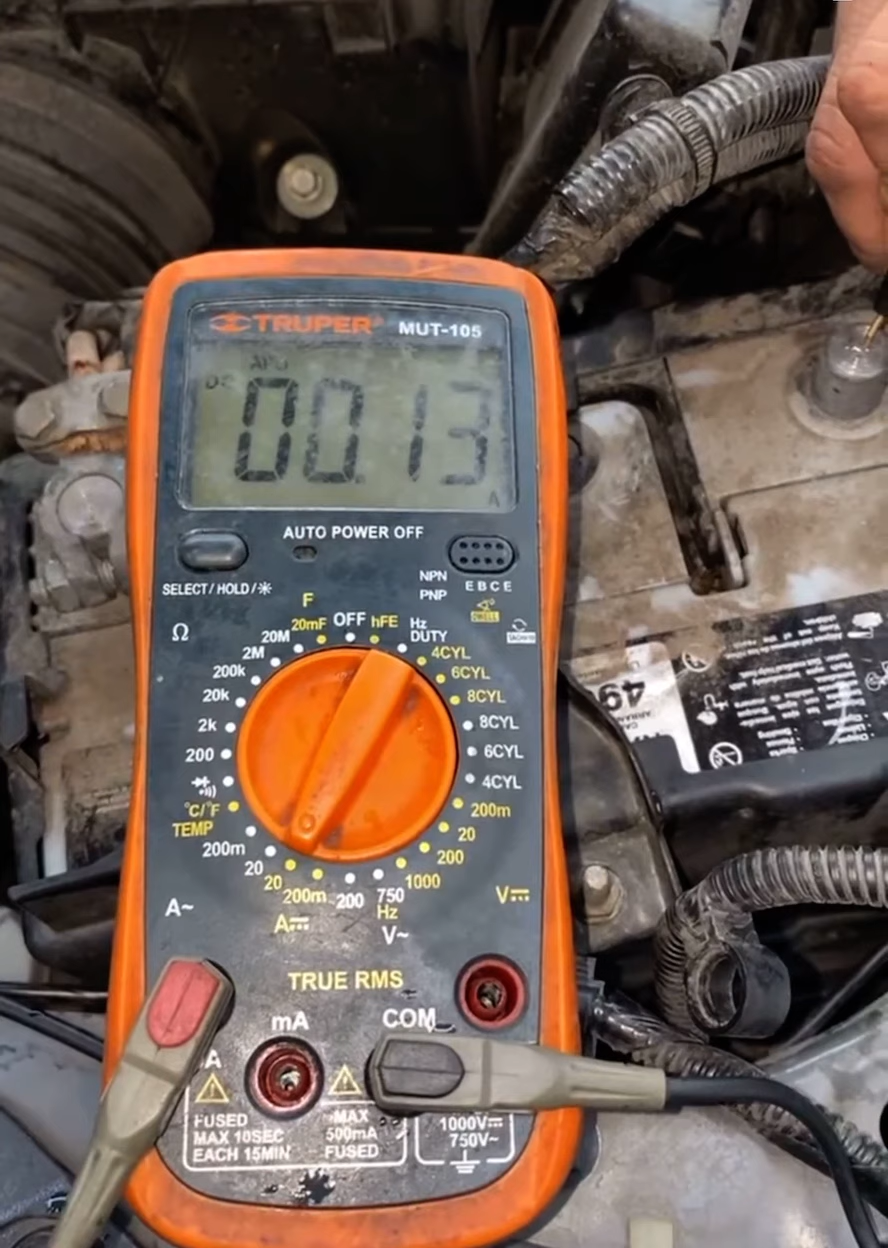 TRUPER® MUT-105
APO
DC
00.13
A
AUTO POWER OFF
SELECT / HOLD /
NPN
PNP
E B C E
F
Ω
20mF OFF hFE Hz
DUTY
20M
2M
200k
20k
2k
200
4CYL
6CYL
8CYL
8CYL
6CYL
4CYL
°C/°F
TEMP
200m
20
20
200m
200
750
Hz
V~
1000
200
20
200m
A~
A
V
TRUE RMS
mA
COM
A
FUSED
MAX 10SEC
EACH 15MIN
MAX
500mA
FUSED
1000V
750V~
49